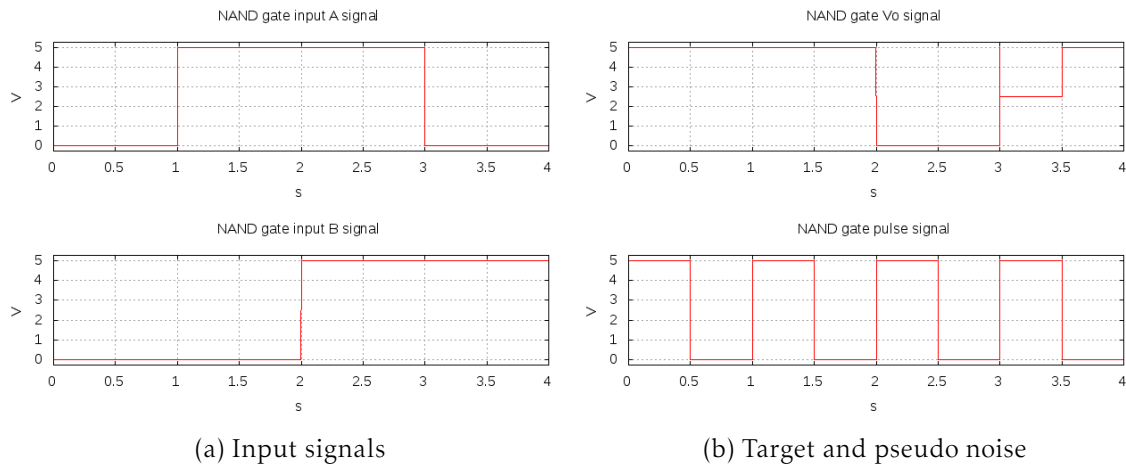 NAND gate input A signal
5
4
3
2
1
0
V
0 0.5 1 1.5 2 2.5 3 3.5 4
s
NAND gate input B signal
5
4
3
2
1
0
V
0 0.5 1 1.5 2 2.5 3 3.5 4
s
(a) Input signals
NAND gate Vo signal
5
4
3
2
1
0
V
0 0.5 1 1.5 2 2.5 3 3.5 4
s
NAND gate pulse signal
5
4
3
2
1
0
V
0 0.5 1 1.5 2 2.5 3 3.5 4
s
(b) Target and pseudo noise